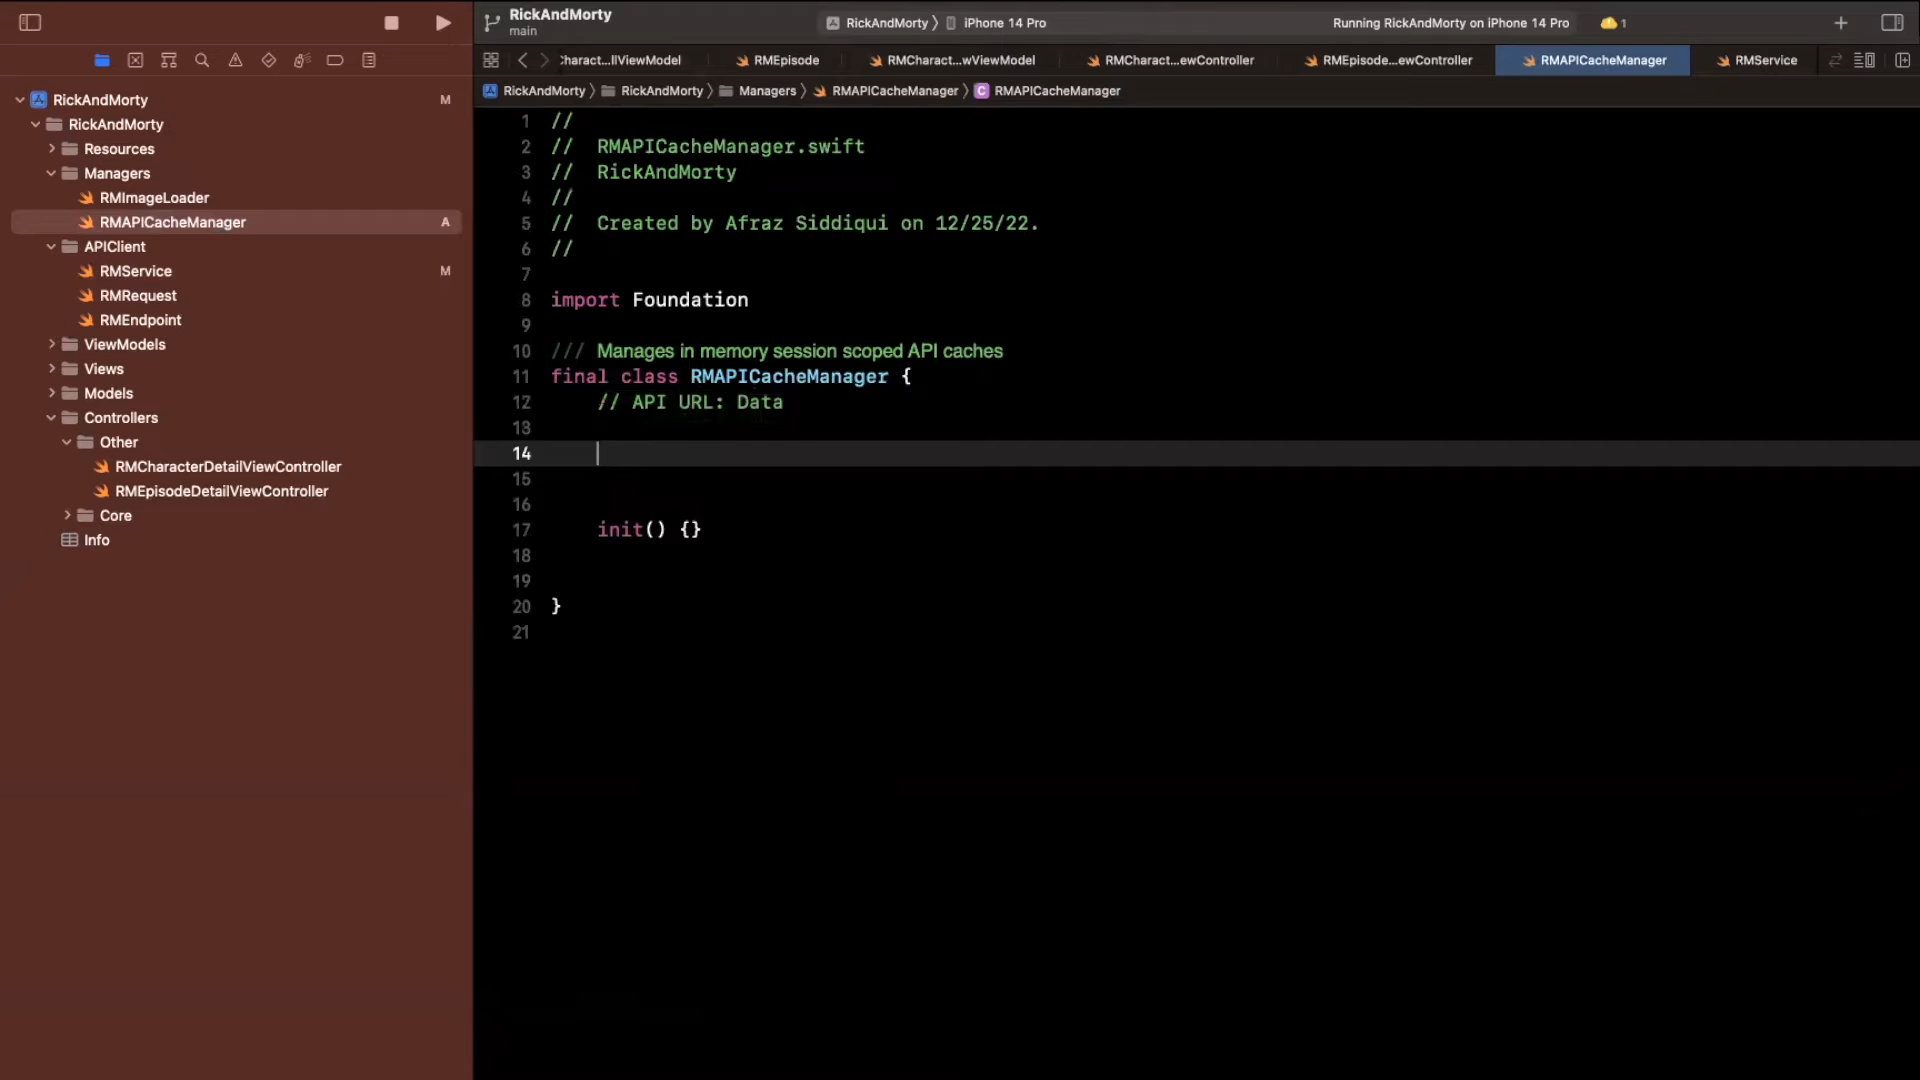 RickAndMorty
main
RickAndMorty
iPhone 14 Pro
Running RickAndMorty on iPhone 14 Pro
1
Charact...llViewModel
RMEpisode
RMCharact...wViewModel
RMCharact...ewController
RMEpisode...ewController
RMAPICacheManager
RMService
RickAndMorty
RickAndMorty
Managers
RMAPICacheManager
C
RMAPICacheManager
RickAndMorty M
RickAndMorty
Resources
Managers
RMImageLoader
RMAPICacheManager A
APIClient
RMService M
RMRequest
RMEndpoint
ViewModels
Views
Models
Controllers
Other
RMCharacterDetailViewController
RMEpisodeDetailViewController
Core
Info
1 //
2 // RMAPICacheManager.swift
3 // RickAndMorty
4 //
5 // Created by Afraz Siddiqui on 12/25/22.
6 //
7
8 import Foundation
9
10 /// Manages in memory session scoped API caches
11 final class RMAPICacheManager {
12 // API URL: Data
13
14
15
16
17 init() {}
18
19
20 }
21